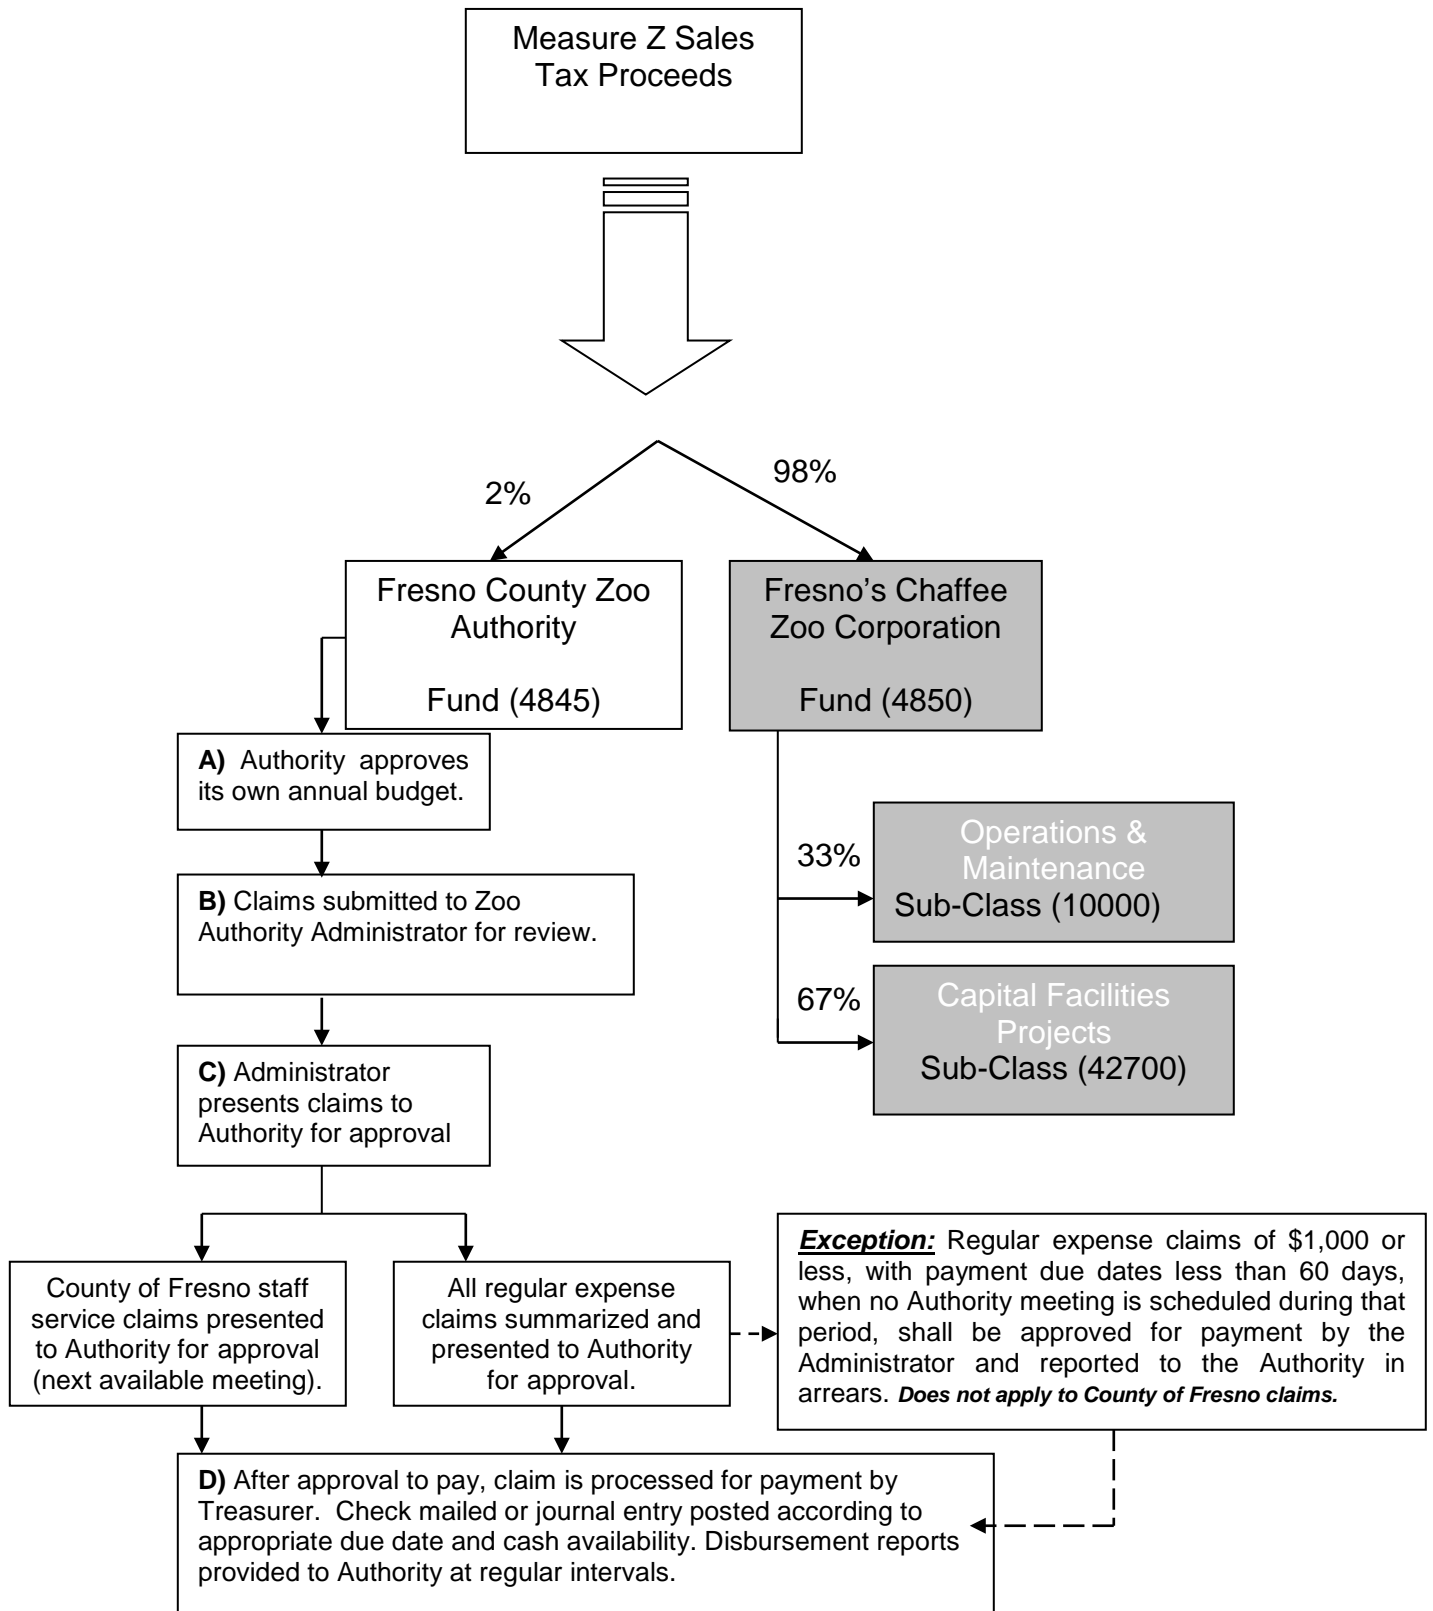 Measure Z Sales
Tax Proceeds
2%
98%
Fresno County Zoo
Authority
Fund (4845)
Fresno’s Chaffee
Zoo Corporation
Fund (4850)
A) Authority approves
its own annual budget.
33%
Operations &
Maintenance
Sub-Class (10000)
B) Claims submitted to Zoo
Authority Administrator for review.
67%
Capital Facilities
Projects
Sub-Class (42700)
C) Administrator
presents claims to
Authority for approval
County of Fresno staff
service claims presented
to Authority for approval
(next available meeting).
All regular expense
claims summarized and
presented to Authority
for approval.
Exception: Regular expense claims of $1,000 or
less, with payment due dates less than 60 days,
when no Authority meeting is scheduled during that
period, shall be approved for payment by the
Administrator and reported to the Authority in
arrears. Does not apply to County of Fresno claims.
D) After approval to pay, claim is processed for payment by
Treasurer. Check mailed or journal entry posted according to
appropriate due date and cash availability. Disbursement reports
provided to Authority at regular intervals.